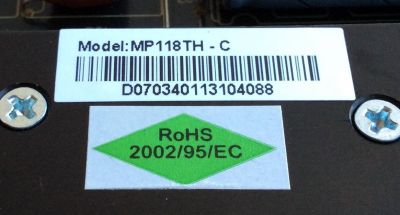 Model:MP118TH - C
D070340113104088
RoHS
2002/95/EC